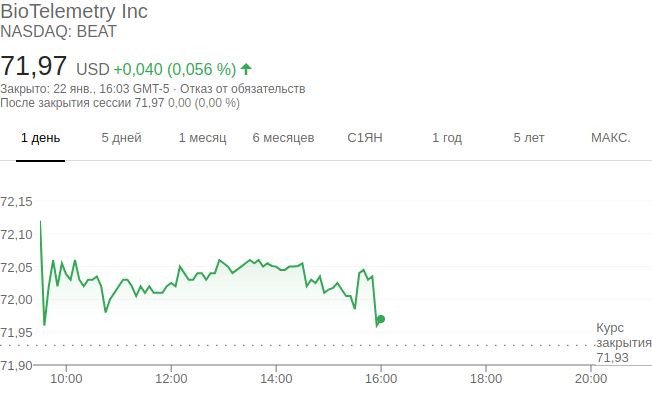 BioTelemetry Inc
NASDAQ: BEAT
71,97 USD +0,040 (0,056 %)
Закрыто: 22 янв., 16:03 GMT-5 · Отказ от обязательств
После закрытия сессии 71,97 0,00 (0,00 %)
1 день 5 дней 1 месяц 6 месяцев С1ЯН 1 год 5 лет МАКС.
72,15
72,10
72,05
72,00
71,95
71,90
Курс
закрытия
71,93
10:00 12:00 14:00 16:00 18:00 20:00